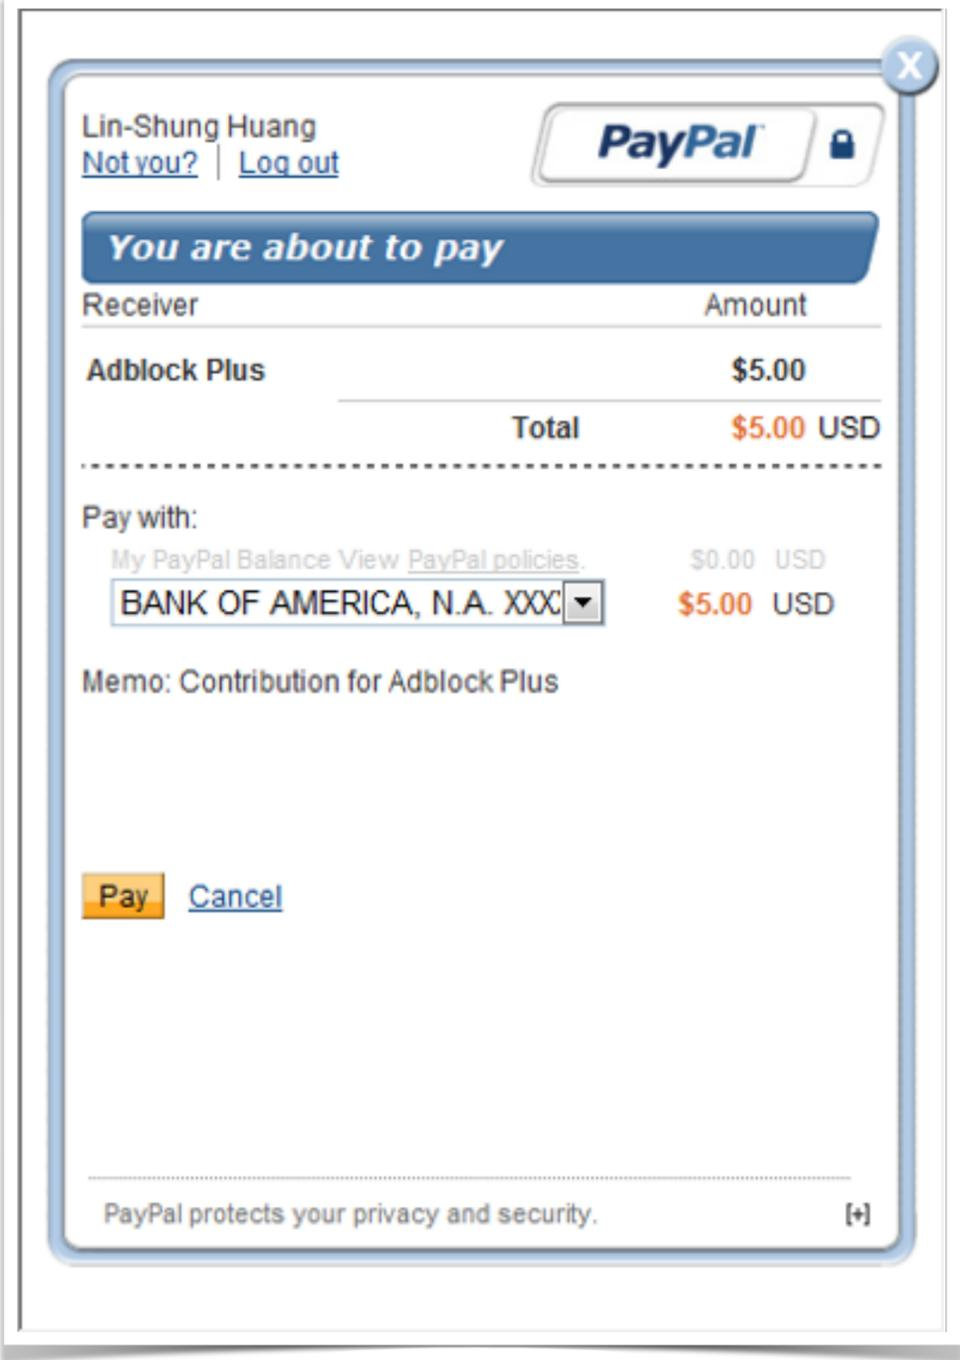 X
Lin-Shung Huang
Not you? | Log out
PayPal
You are about to pay
Receiver Amount
Adblock Plus $5.00
Total $5.00 USD
Pay with:
My PayPal Balance View PayPal policies. $0.00 USD
BANK OF AMERICA, N.A. XXX $5.00 USD
Memo: Contribution for Adblock Plus
Pay Cancel
PayPal protects your privacy and security. [+]